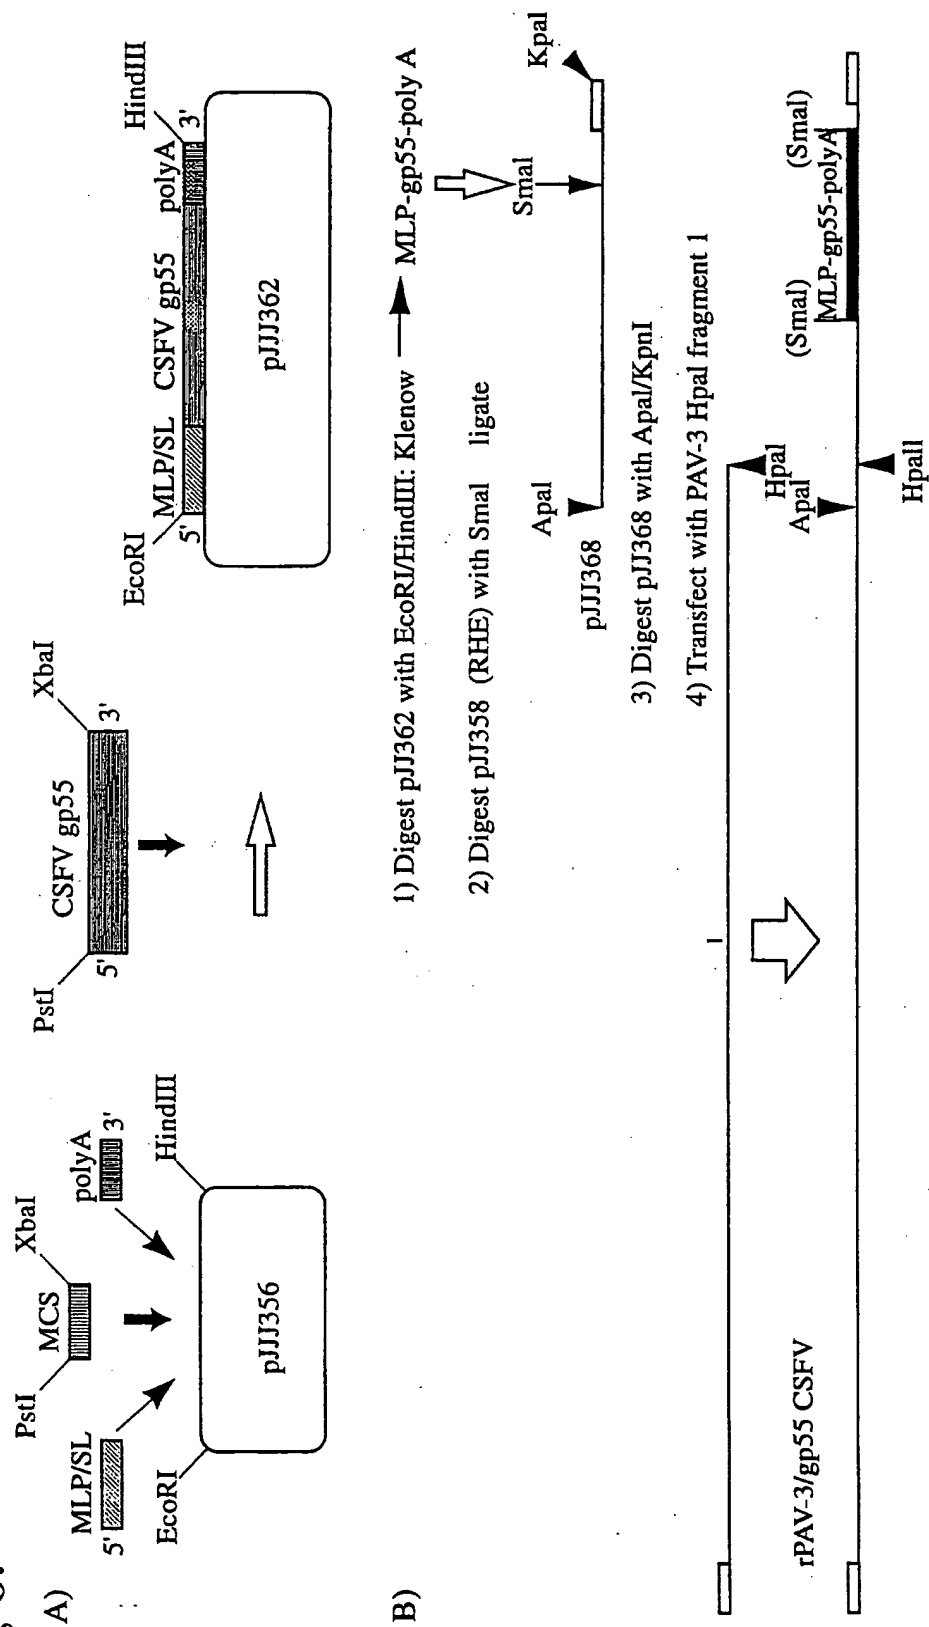 A)
PstI
MCS
XbaI
MLP/SL
5'
polyA
3'
EcoRI
HindIII
pJJJ356
PstI
CSFV gp55
XbaI
5'
3'
EcoRI
MLP/SL
CSFV gp55
polyA
HindIII
5'
3'
pJJJ362
B)
1) Digest pJJ362 with EcoRI/HindIII: Klenow
MLP-gp55-poly A
2) Digest pJJ358 (RHE) with SmaI ligate
SmaI
ApaI
KpaI
pJJJ368
3) Digest pJJ368 with ApaI/KpnI
4) Transfect with PAV-3 HpaI fragment 1
I
HpaI
rPAV-3/gp55 CSFV
ApaI
HpaII
(SmaI)
(SmaI)
MLP-gp55-polyA